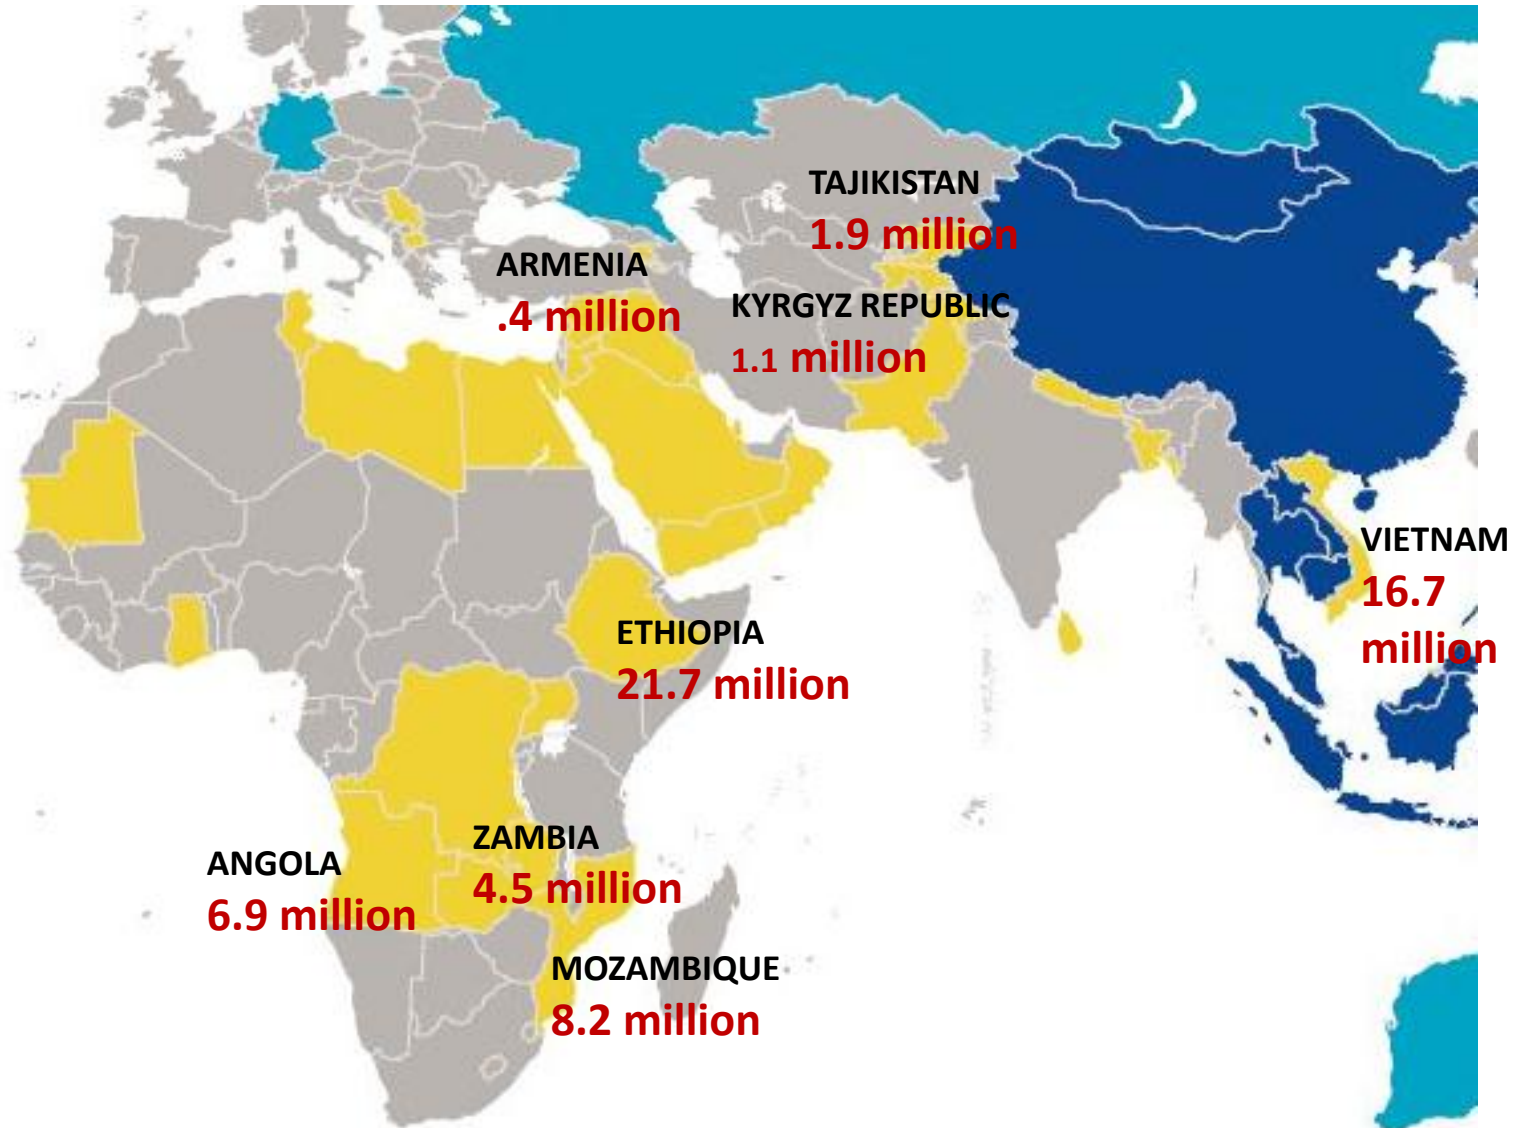 TAJIKISTAN
1.9 million
ARMENIA
.4 million
KYRGYZ REPUBLIC
1.1 million
VIETNAM
16.7
million
ETHIOPIA
21.7 million
ZAMBIA
4.5 million
ANGOLA
6.9 million
MOZAMBIQUE
8.2 million